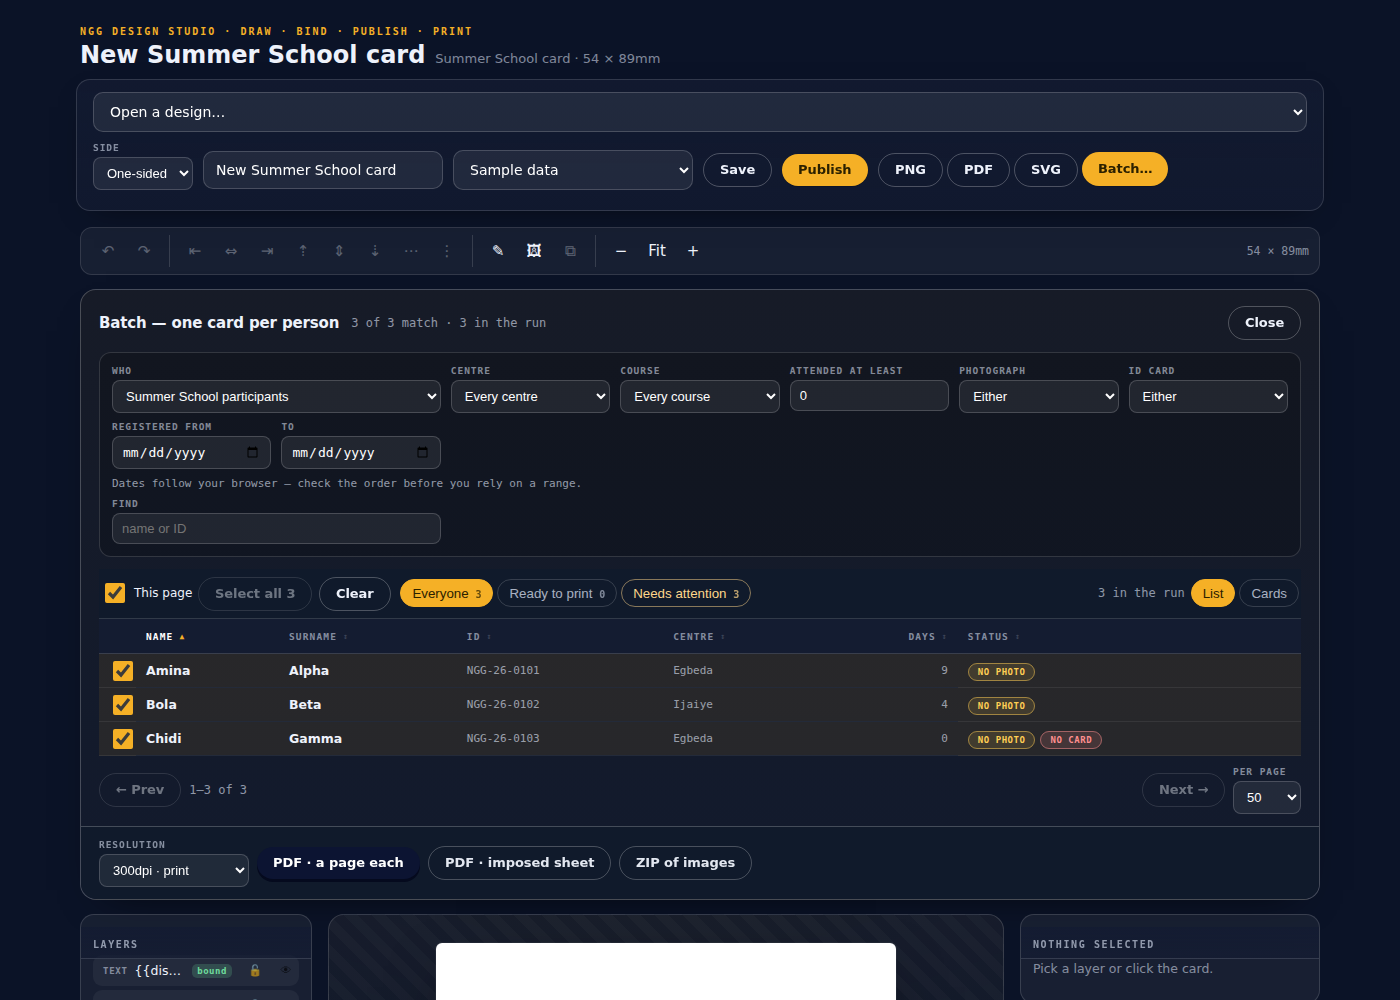 NGG DESIGN STUDIO · DRAW · BIND · PUBLISH · PRINT
New Summer School card Summer School card · 54 × 89mm
Open a design…
SIDE
One-sided New Summer School card Sample data Save Publish PNG PDF SVG Batch…
− Fit + 54 × 89mm
Batch — one card per person 3 of 3 match · 3 in the run Close
WHO CENTRE COURSE ATTENDED AT LEAST PHOTOGRAPH ID CARD
Summer School participants Every centre Every course 0 Either Either
REGISTERED FROM TO
mm/dd/yyyy mm/dd/yyyy
Dates follow your browser — check the order before you rely on a range.
FIND
name or ID
This page Select all 3 Clear Everyone 3 Ready to print 0 Needs attention 3 3 in the run List Cards
NAME ▲ SURNAME ID CENTRE DAYS STATUS
Amina Alpha NGG-26-0101 Egbeda 9 NO PHOTO
Bola Beta NGG-26-0102 Ijaiye 4 NO PHOTO
Chidi Gamma NGG-26-0103 Egbeda 0 NO PHOTO NO CARD
← Prev 1–3 of 3 Next →
PER PAGE
50
RESOLUTION
300dpi · print PDF · a page each PDF · imposed sheet ZIP of images
LAYERS NOTHING SELECTED
TEXT {{dis… bound Pick a layer or click the card.